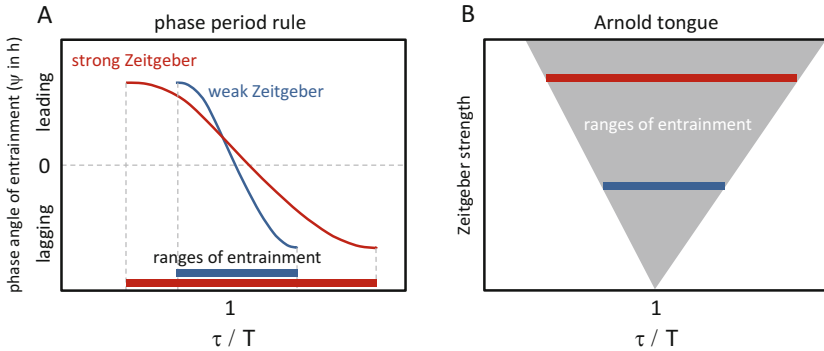 A
phase period rule
phase angle of entrainment (ψ in h)
lagging
0
leading
strong Zeitgeber
weak Zeitgeber
ranges of entrainment
1
τ / T
B
Arnold tongue
Zeitgeber strength
ranges of entrainment
1
τ / T